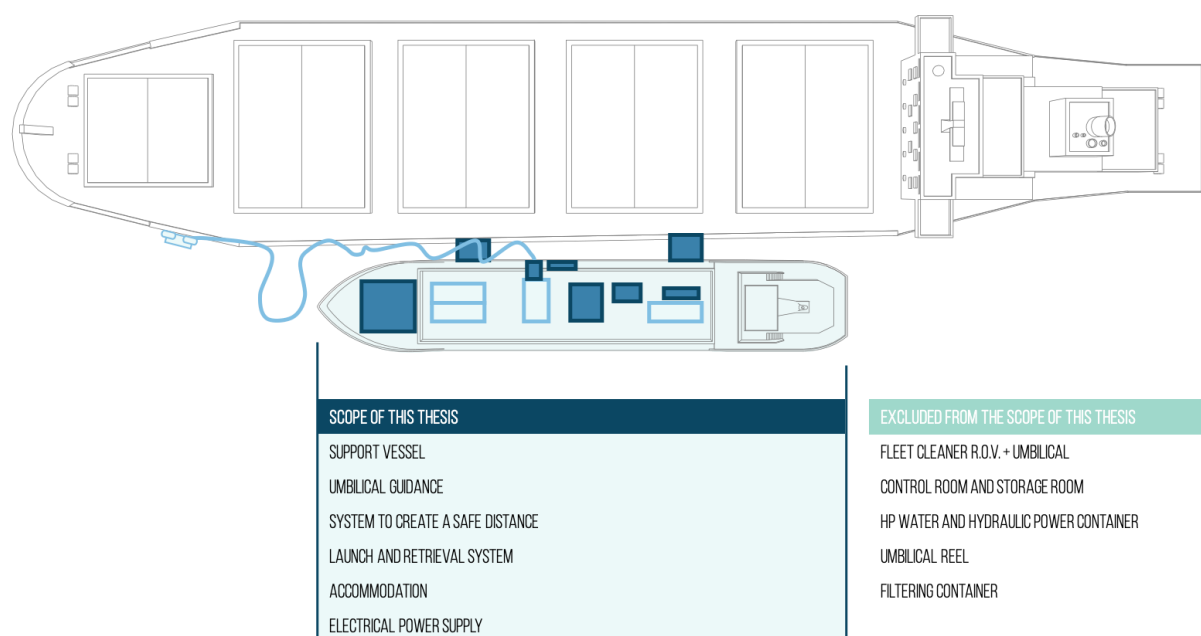 SCOPE OF THIS THESIS
SUPPORT VESSEL
UMBILICAL GUIDANCE
SYSTEM TO CREATE A SAFE DISTANCE
LAUNCH AND RETRIEVAL SYSTEM
ACCOMMODATION
ELECTRICAL POWER SUPPLY
EXCLUDED FROM THE SCOPE OF THIS THESIS
FLEET CLEANER R.O.V. + UMBILICAL
CONTROL ROOM AND STORAGE ROOM
HP WATER AND HYDRAULIC POWER CONTAINER
UMBILICAL REEL
FILTERING CONTAINER